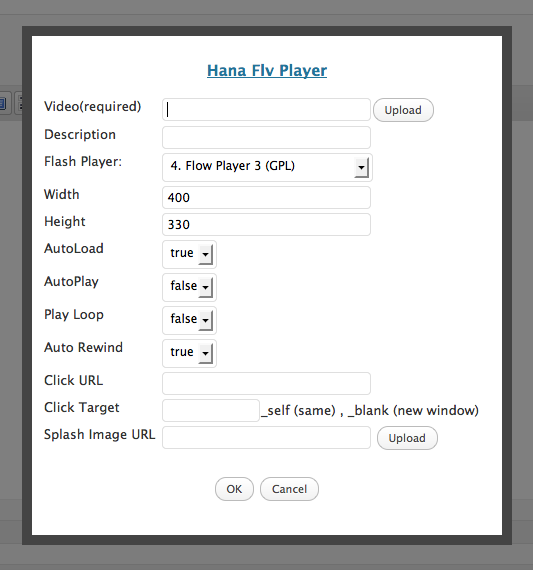 Hana Flv Player
Video(required) Upload
Description
Flash Player: 4. Flow Player 3 (GPL)
Width 400
Height 330
AutoLoad true
AutoPlay false
Play Loop false
Auto Rewind true
Click URL
Click Target _self (same) , _blank (new window)
Splash Image URL Upload
OK Cancel